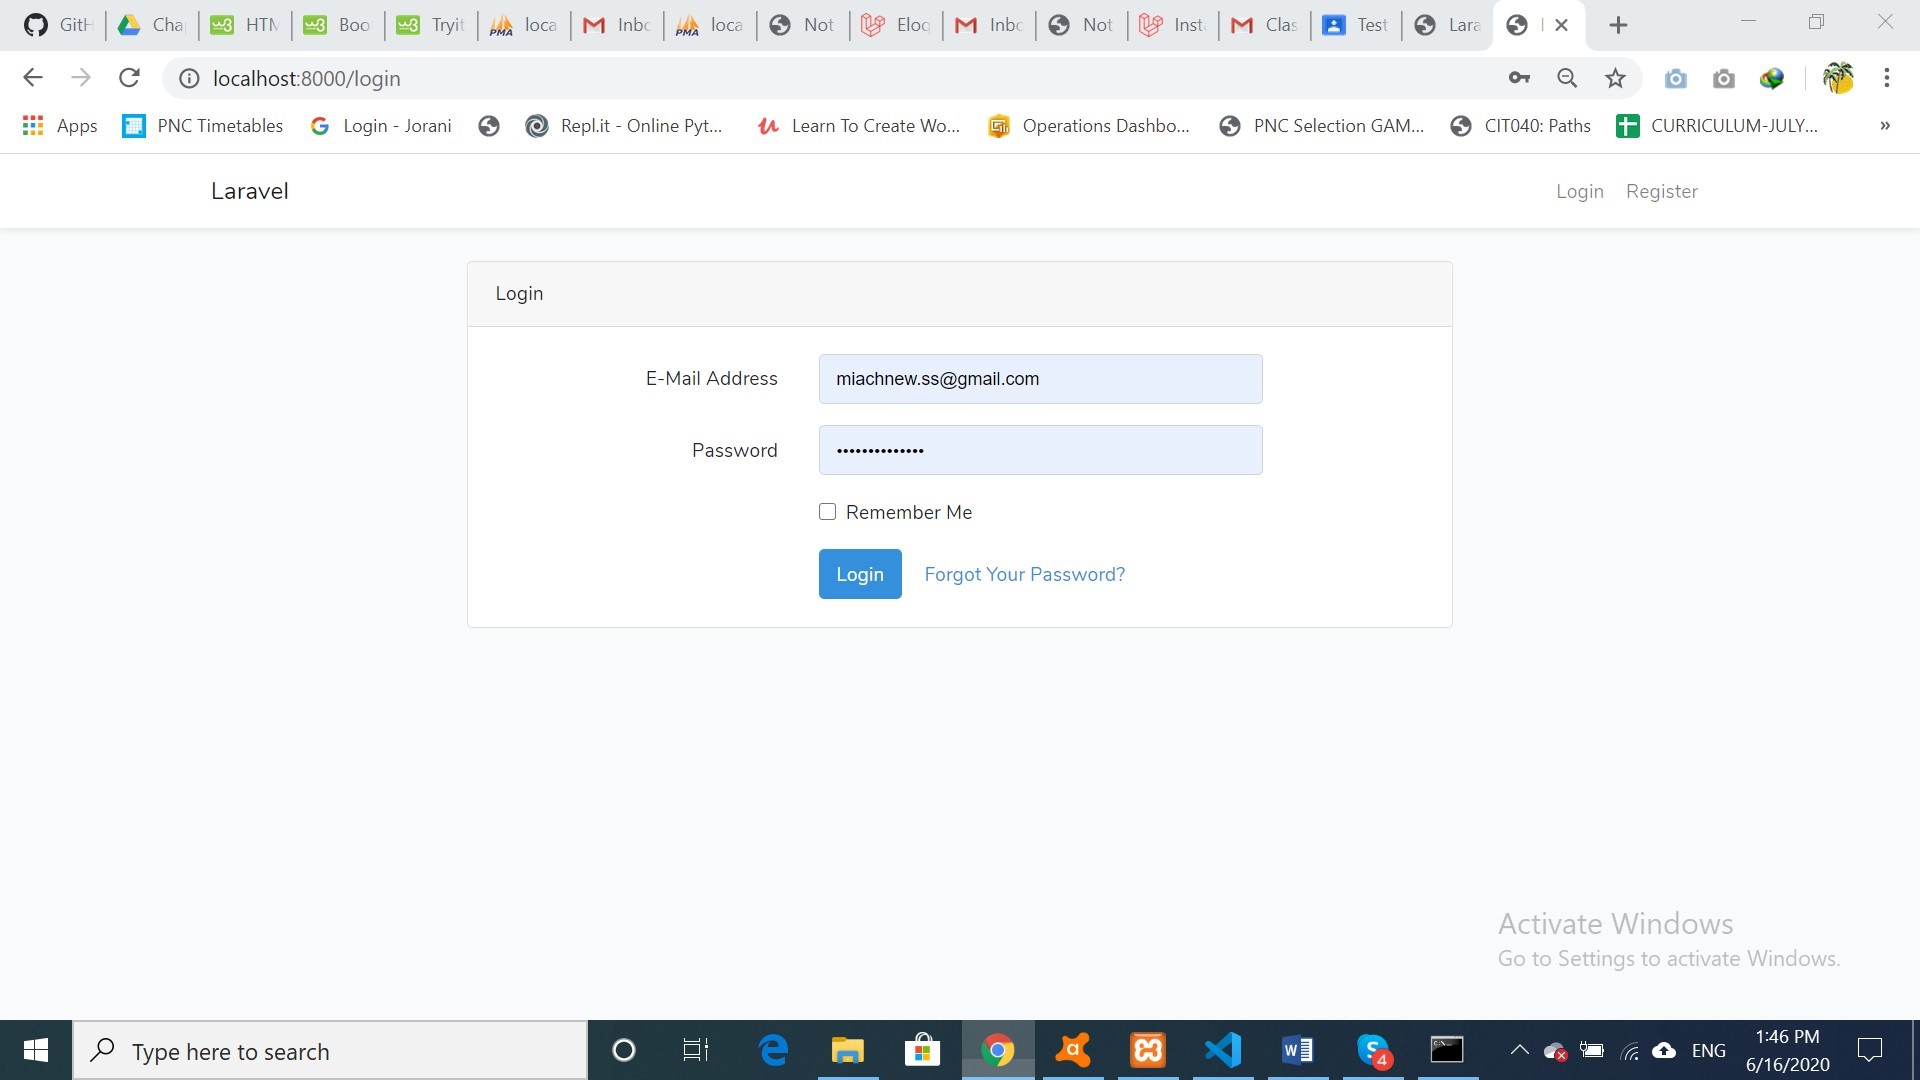 GitH Cha HTM Boo Tryit loca Inbc loca Not Eloq Inbc Not Inst Clas Test Lara
localhost:8000/login
Apps PNC Timetables Login - Jorani Repl.it - Online Pyt... Learn To Create Wo... Operations Dashbo... PNC Selection GAM... CIT040: Paths CURRICULUM-JULY... »
Laravel Login Register
Login
E-Mail Address miachnew.ss@gmail.com
Password ••••••••••••••
Remember Me
Login Forgot Your Password?
Activate Windows
Go to Settings to activate Windows.
Type here to search 4 ENG 1:46 PM
6/16/2020